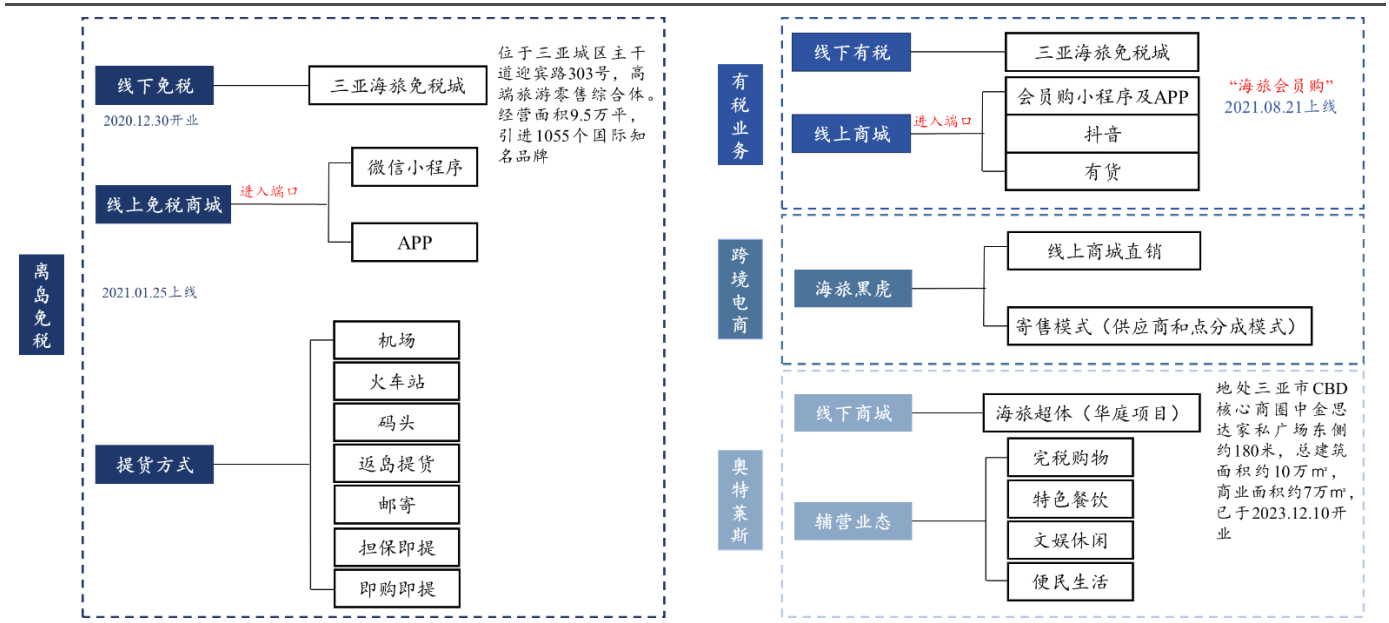 离岛免税
线下免税
2020.12.30开业
三亚海旅免税城
位于三亚城区主干
道迎宾路303号，高
端旅游零售综合体。
经营面积9.5万平，
引进1055个国际知
名品牌
线上免税商城
进入端口
微信小程序
APP
2021.01.25上线
提货方式
机场
火车站
码头
返岛提货
邮寄
担保即提
即购即提
有税业务
线下有税
三亚海旅免税城
线上商城
进入端口
会员购小程序及APP
抖音
有货
“海旅会员购”
2021.08.21上线
跨境电商
海旅黑虎
线上商城直销
寄售模式（供应商和点分成模式）
奥特莱斯
线下商城
海旅超体（华庭项目）
辅营业态
完税购物
特色餐饮
文娱休闲
便民生活
地处三亚市CBD
核心商圈中金思
达家私广场东侧
约180米，总建筑
面积约10万㎡，
商业面积约7万㎡，
已于2023.12.10开
业